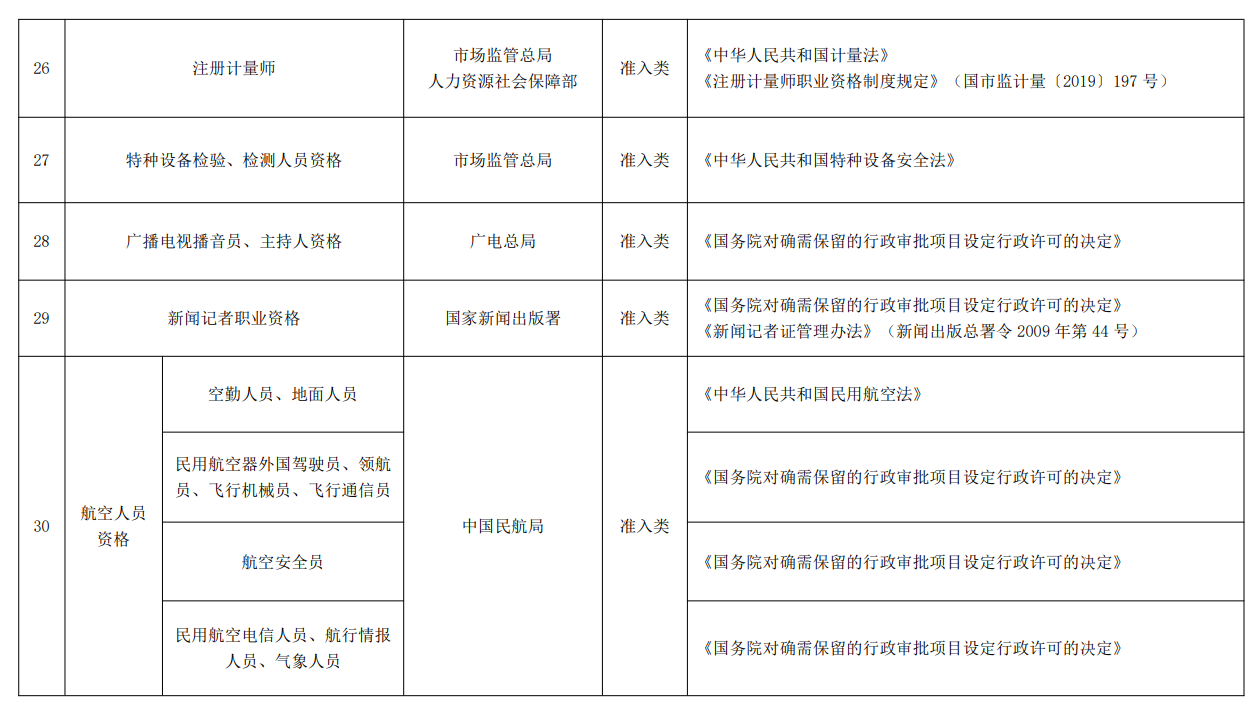 26
注册计量师
市场监管总局
人力资源社会保障部
准入类
《中华人民共和国计量法》
《注册计量师职业资格制度规定》（国市监计量〔2019〕197 号）
27
特种设备检验、检测人员资格
市场监管总局
准入类
《中华人民共和国特种设备安全法》
28
广播电视播音员、主持人资格
广电总局
准入类
《国务院对确需保留的行政审批项目设定行政许可的决定》
29
新闻记者职业资格
国家新闻出版署
准入类
《国务院对确需保留的行政审批项目设定行政许可的决定》
《新闻记者证管理办法》（新闻出版总署令 2009 年第 44 号）
30
航空人员
资格
空勤人员、地面人员
中国民航局
准入类
《中华人民共和国民用航空法》
民用航空器外国驾驶员、领航
员、飞行机械员、飞行通信员
《国务院对确需保留的行政审批项目设定行政许可的决定》
航空安全员
《国务院对确需保留的行政审批项目设定行政许可的决定》
民用航空电信人员、航行情报
人员、气象人员
《国务院对确需保留的行政审批项目设定行政许可的决定》